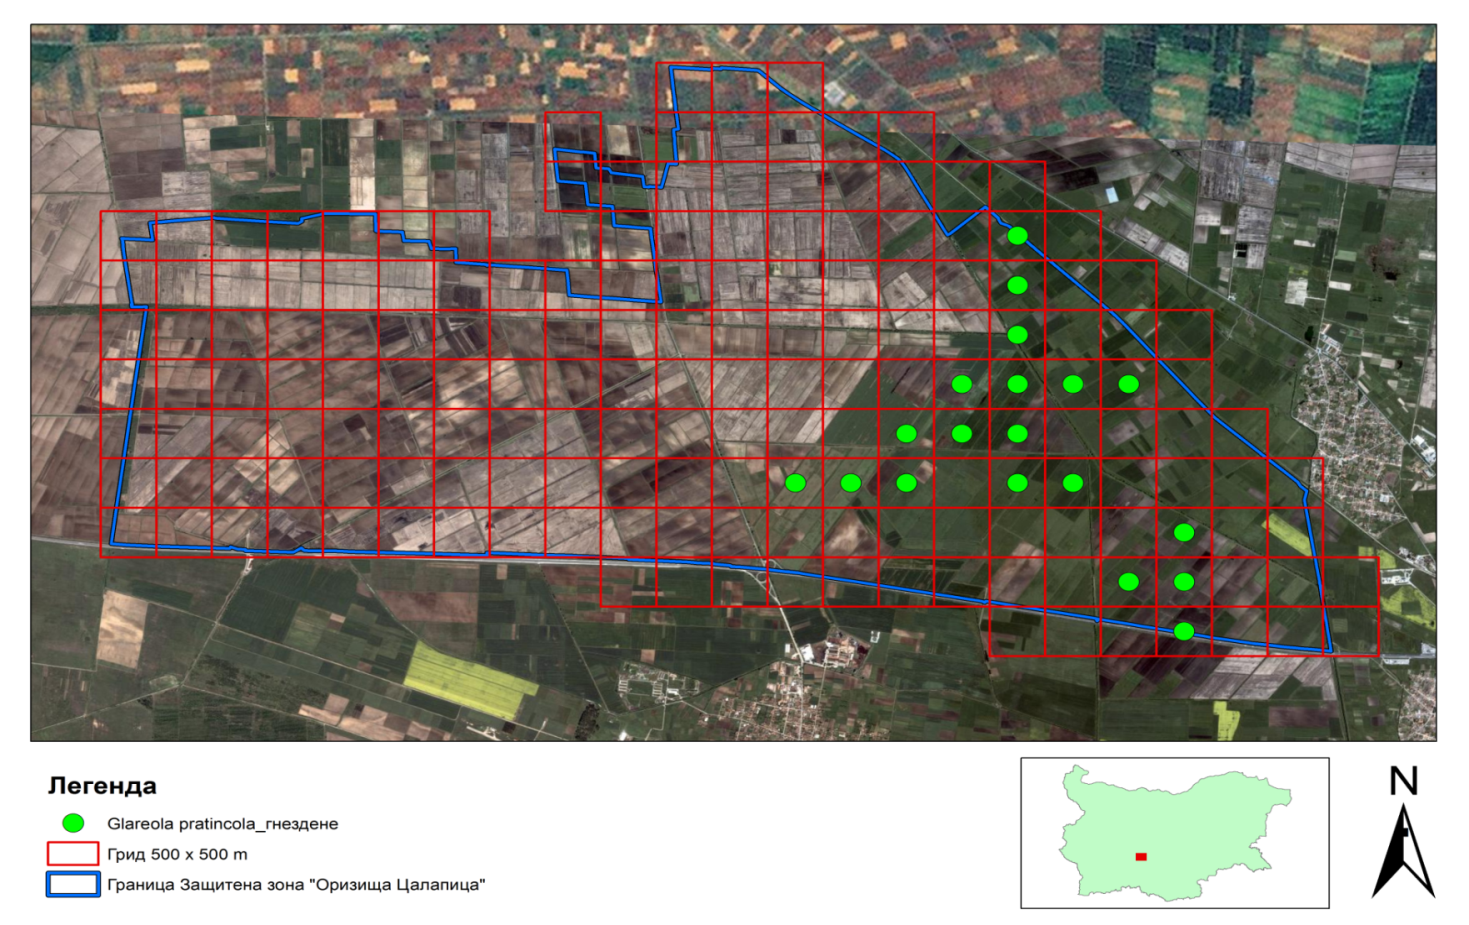 Легенда
Glareola pratincola_гнездене
Грид 500 x 500 m
Граница Защитена зона "Оризища Цалапица"
N